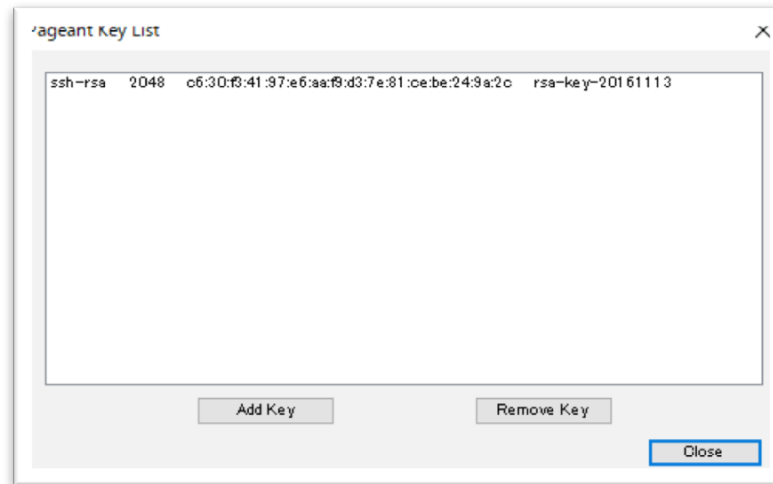 Pageant Key List
ssh-rsa 2048 c6:30:f3:41:97:e6:aa:f9:d3:7e:81:ce:be:24:9a:2c rsa-key-20161113
Add Key Remove Key
Close